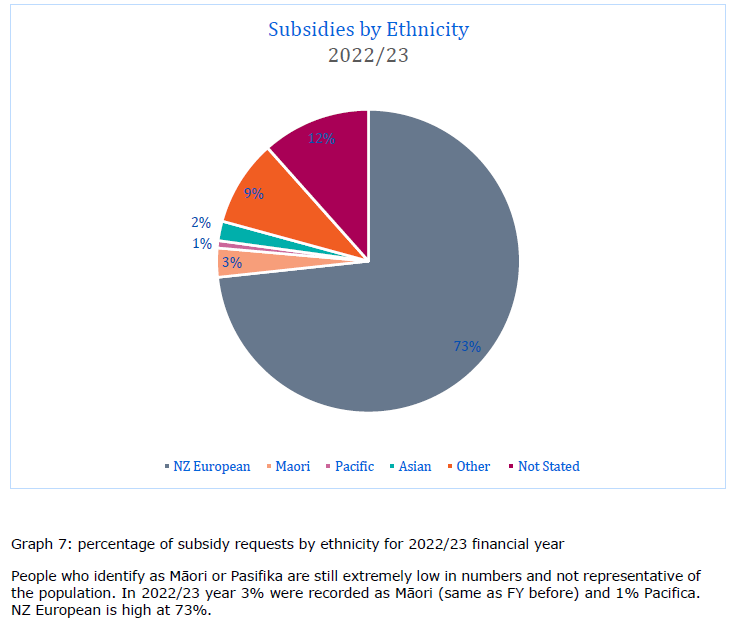 Subsidies by Ethnicity
2022/23
12%
9%
2%
1%
3%
73%
NZ European Maori Pacific Asian Other Not Stated
Graph 7: percentage of subsidy requests by ethnicity for 2022/23 financial year
People who identify as Māori or Pasifika are still extremely low in numbers and not representative of
the population. In 2022/23 year 3% were recorded as Māori (same as FY before) and 1% Pacifica.
NZ European is high at 73%.